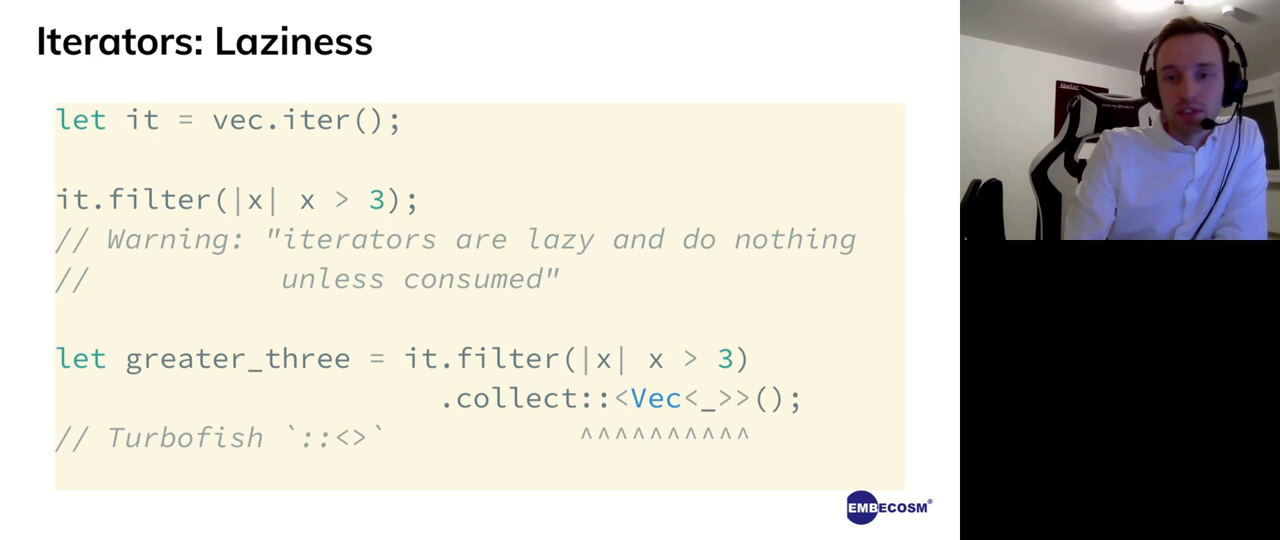 Iterators: Laziness
let it = vec.iter();
it.filter(|x| x > 3);
// Warning: "iterators are lazy and do nothing
//           unless consumed"
let greater_three = it.filter(|x| x > 3)
                      .collect::<Vec<_>>();
// Turbofish `::<>`           ^^^^^^^^^^
EMBECOSM®